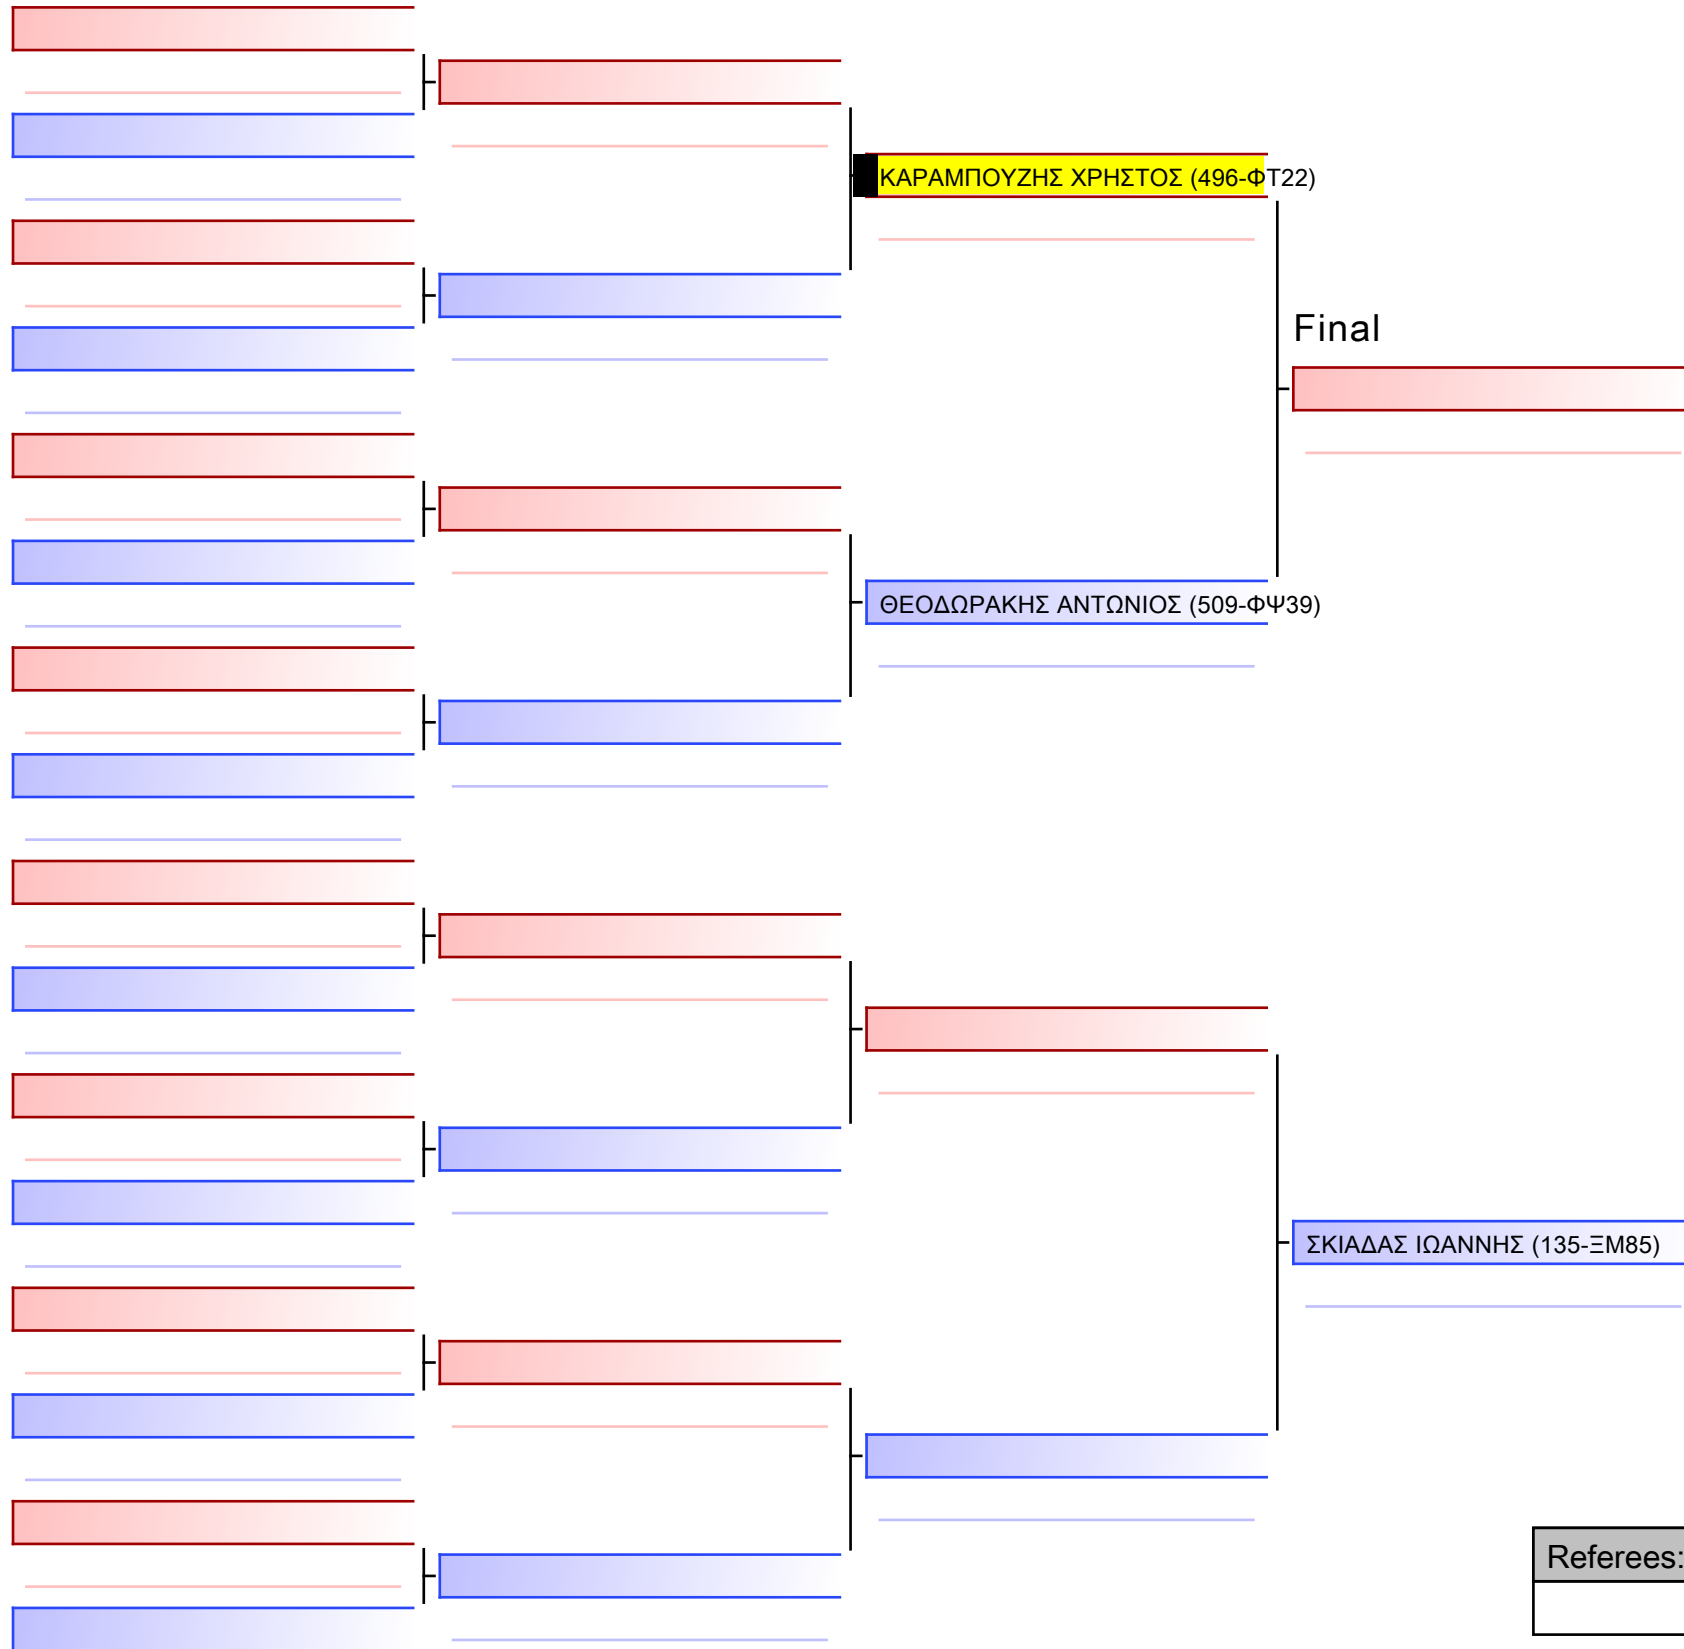 ΚΑΡΑΜΠΟΥΖΗΣ ΧΡΗΣΤΟΣ (496-ΦΤ22)
Final
ΘΕΟΔΩΡΑΚΗΣ ΑΝΤΩΝΙΟΣ (509-ΦΨ39)
ΣΚΙΑΔΑΣ ΙΩΑΝΝΗΣ (135-ΞΜ85)
Referees: